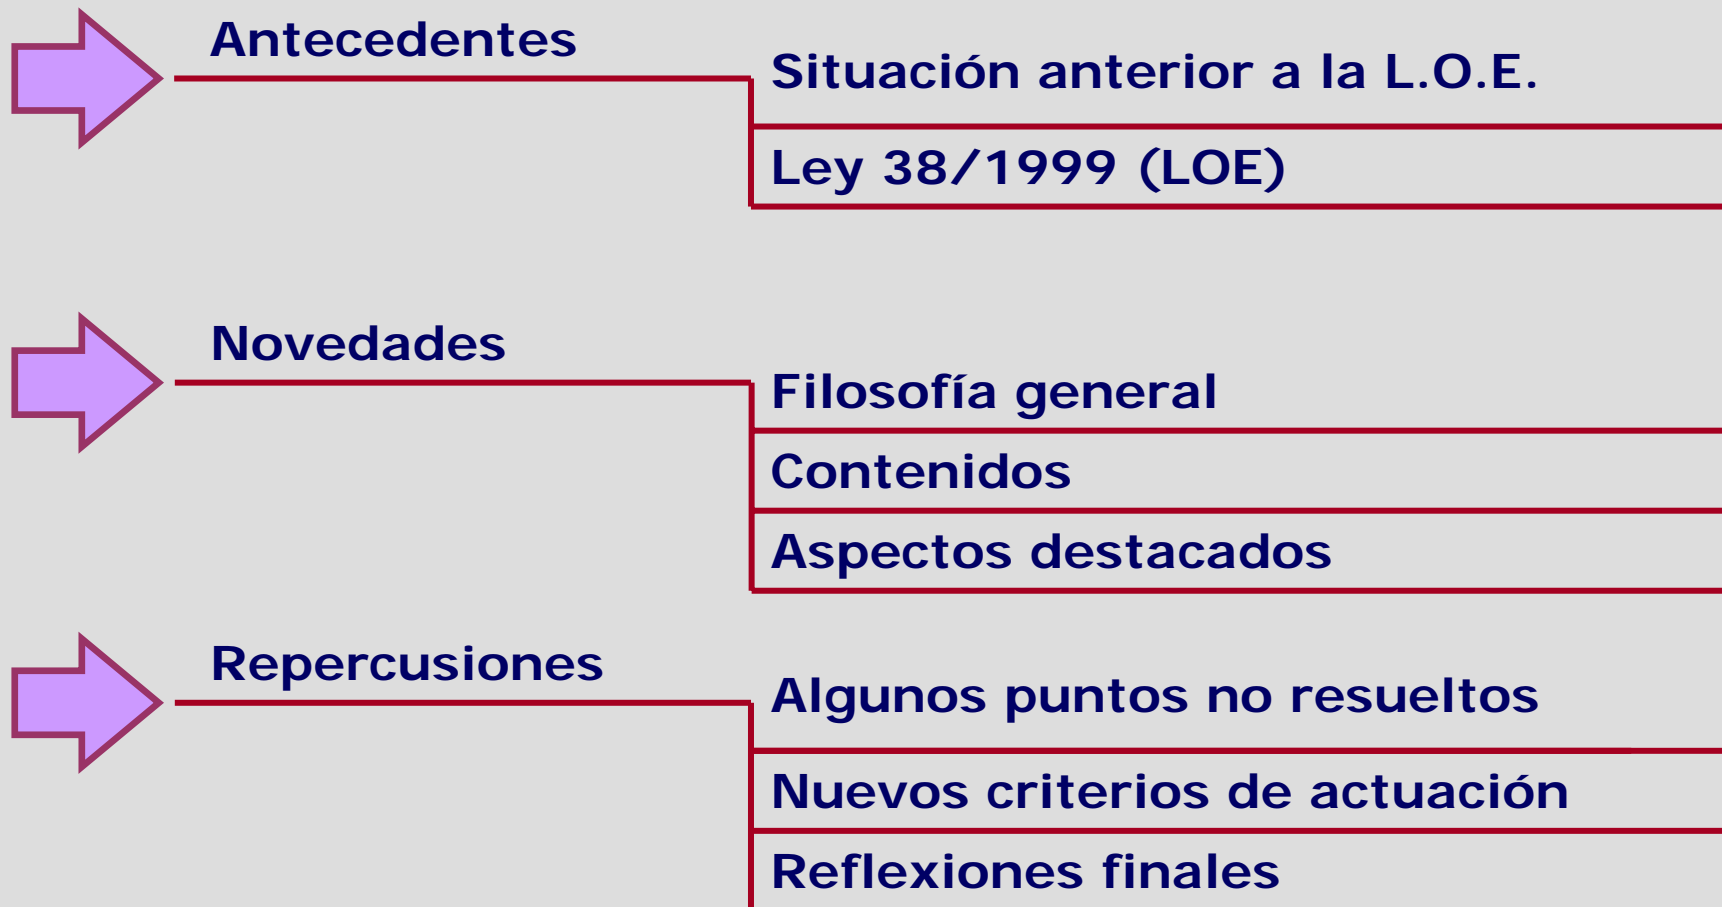 Antecedentes
Situación anterior a la L.O.E.
Ley 38/1999 (LOE)
Novedades
Filosofía general
Contenidos
Aspectos destacados
Repercusiones
Algunos puntos no resueltos
Nuevos criterios de actuación
Reflexiones finales